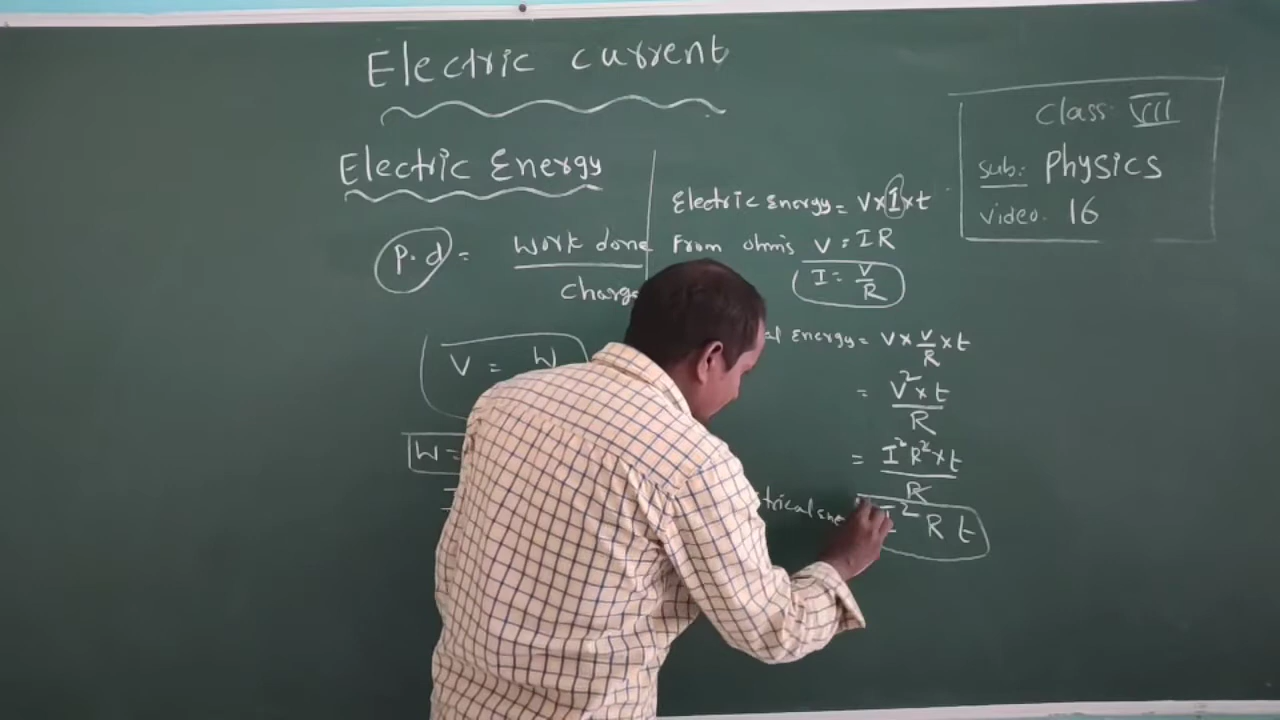 Electric current
Class: VII
Sub: Physics
Video. 16
Electric Energy
P.d = Work done
Charge
V = W
W =
Electric Energy = V×I×t
From ohm's V = IR
I = V/R
Energy = V× V/R ×t
= V²×t/R
= I²R²×t/R
I² R t